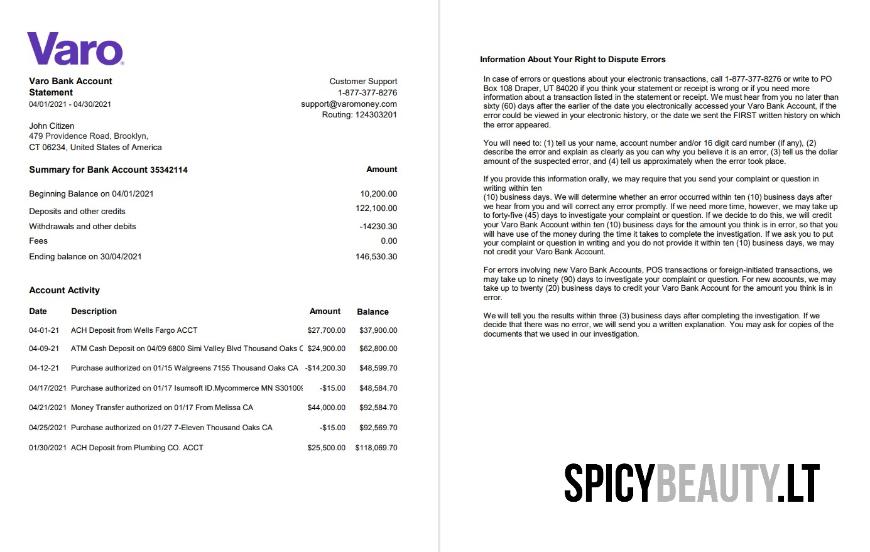 Varo
Varo Bank Account
Statement
04/01/2021 - 04/30/2021
Customer Support
1-877-377-8276
support@varomoney.com
Routing: 124303201
John Citizen
479 Providence Road, Brooklyn,
CT 06234, United States of America
Summary for Bank Account 35342114 Amount
Beginning Balance on 04/01/2021 10,200.00
Deposits and other credits 122,100.00
Withdrawals and other debits -14230.30
Fees 0.00
Ending balance on 30/04/2021 146,530.30
Account Activity
Date Description Amount Balance
04-01-21 ACH Deposit from Wells Fargo ACCT $27,700.00 $37,900.00
04-09-21 ATM Cash Deposit on 04/09 6800 Simi Valley Blvd Thousand Oaks C $24,900.00 $62,800.00
04-12-21 Purchase authorized on 01/15 Walgreens 7155 Thousand Oaks CA -$14,200.30 $48,599.70
04/17/2021 Purchase authorized on 01/17 Isumsoft ID.Mycommerce MN S301009 -$15.00 $48,584.70
04/21/2021 Money Transfer authorized on 01/17 From Melissa CA $44,000.00 $92,584.70
04/25/2021 Purchase authorized on 01/27 7-Eleven Thousand Oaks CA -$15.00 $92,569.70
01/30/2021 ACH Deposit from Plumbing CO. ACCT $25,500.00 $118,069.70
Information About Your Right to Dispute Errors
In case of errors or questions about your electronic transactions, call 1-877-377-8276 or write to PO
Box 108 Draper, UT 84020 if you think your statement or receipt is wrong or if you need more
information about a transaction listed in the statement or receipt. We must hear from you no later than
sixty (60) days after the earlier of the date you electronically accessed your Varo Bank Account, if the
error could be viewed in your electronic history, or the date we sent the FIRST written history on which
the error appeared.
You will need to: (1) tell us your name, account number and/or 16 digit card number (if any), (2)
describe the error and explain as clearly as you can why you believe it is an error, (3) tell us the dollar
amount of the suspected error, and (4) tell us approximately when the error took place.
If you provide this information orally, we may require that you send your complaint or question in
writing within ten
(10) business days. We will determine whether an error occurred within ten (10) business days after
we hear from you and will correct any error promptly. If we need more time, however, we may take up
to forty-five (45) days to investigate your complaint or question. If we decide to do this, we will credit
your Varo Bank Account within ten (10) business days for the amount you think is in error, so that you
will have use of the money during the time it takes to complete the investigation. If we ask you to put
your complaint or question in writing and you do not provide it within ten (10) business days, we may
not credit your Varo Bank Account.
For errors involving new Varo Bank Accounts, POS transactions or foreign-initiated transactions, we
may take up to ninety (90) days to investigate your complaint or question. For new accounts, we may
take up to twenty (20) business days to credit your Varo Bank Account for the amount you think is in
error.
We will tell you the results within three (3) business days after completing the investigation. If we
decide that there was no error, we will send you a written explanation. You may ask for copies of the
documents that we used in our investigation.
SPICYBEAUTY.LT